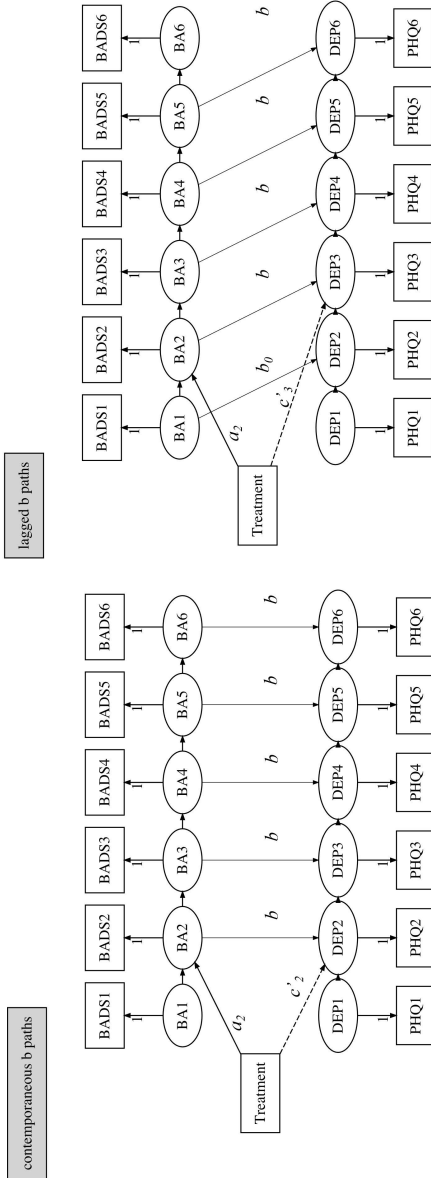 contemporaneous b paths
BADS1 BADS2 BADS3 BADS4 BADS5 BADS6
1 1 1 1 1 1
BA1 BA2 BA3 BA4 BA5 BA6
a2
b b b b b
Treatment
c'2
DEP1 DEP2 DEP3 DEP4 DEP5 DEP6
1 1 1 1 1 1
PHQ1 PHQ2 PHQ3 PHQ4 PHQ5 PHQ6
lagged b paths
BADS1 BADS2 BADS3 BADS4 BADS5 BADS6
1 1 1 1 1 1
BA1 BA2 BA3 BA4 BA5 BA6
a2
b0 b b b b
Treatment
c'3
DEP1 DEP2 DEP3 DEP4 DEP5 DEP6
1 1 1 1 1 1
PHQ1 PHQ2 PHQ3 PHQ4 PHQ5 PHQ6